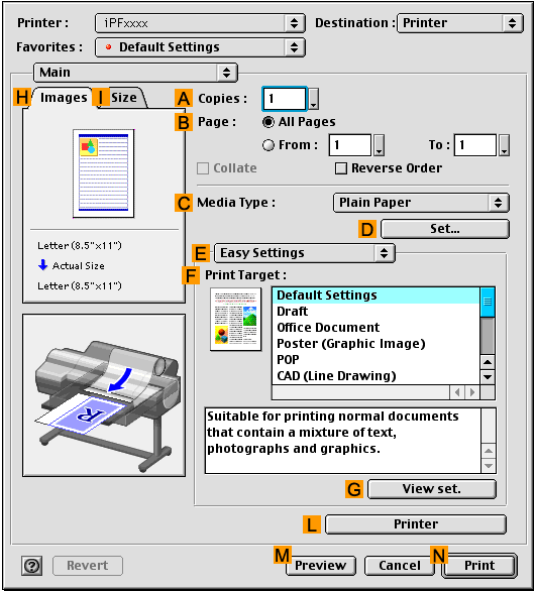 Printer : iPFxxxx Destination : Printer
Favorites : Default Settings
Main
H Images I Size
A Copies : 1
B Page : All Pages
From : 1 To : 1
Collate Reverse Order
C Media Type : Plain Paper
D Set...
E Easy Settings
F Print Target :
Default Settings
Draft
Office Document
Poster (Graphic Image)
POP
CAD (Line Drawing)
Letter (8.5"x11")
Actual Size
Letter (8.5"x11")
R
Suitable for printing normal documents
that contain a mixture of text,
photographs and graphics.
G View set.
L Printer
? Revert M Preview Cancel N Print